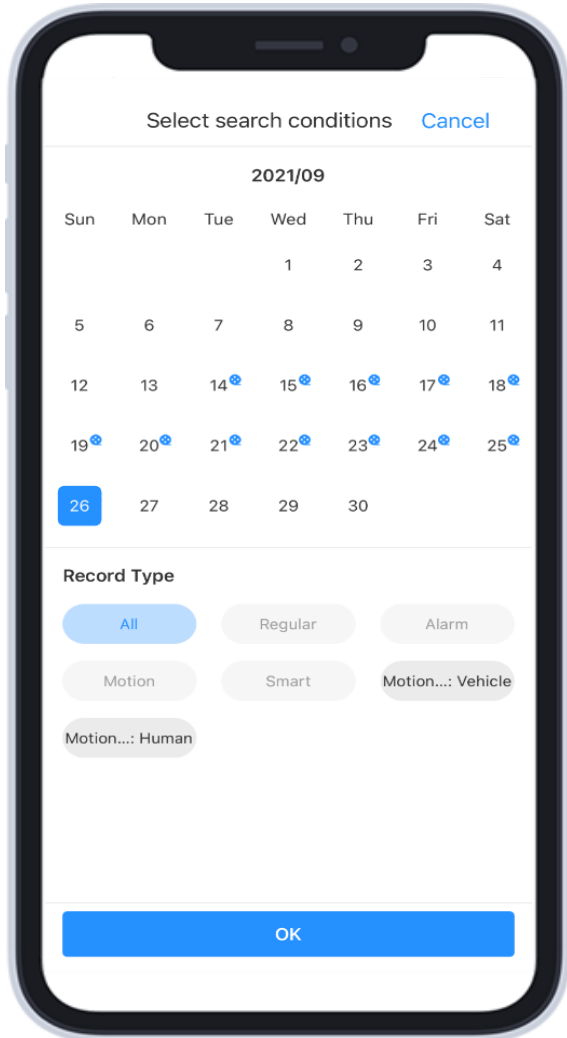 Select search conditions Cancel
2021/09
Sun Mon Tue Wed Thu Fri Sat
1 2 3 4
5 6 7 8 9 10 11
12 13 14 15 16 17 18
19 20 21 22 23 24 25
26 27 28 29 30
Record Type
All Regular Alarm
Motion Smart Motion...: Vehicle
Motion...: Human
OK